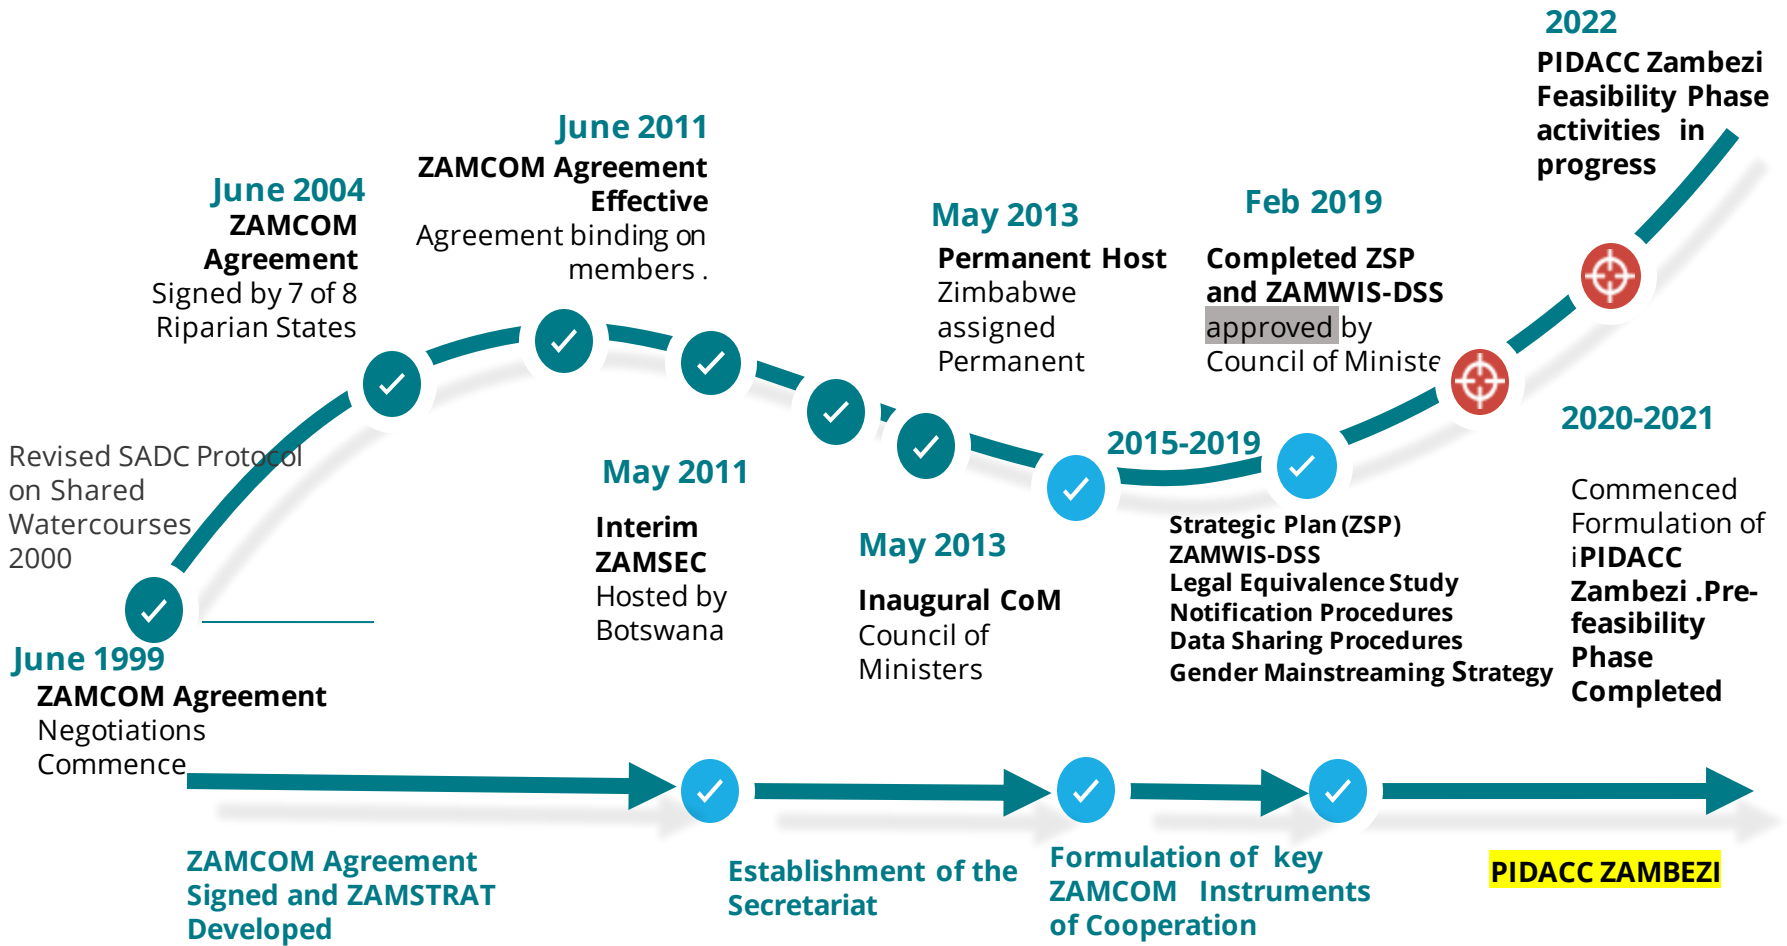 Revised SADC Protocol
on Shared
Watercourses
2000
June 1999
ZAMCOM Agreement
Negotiations
Commence
June 2004
ZAMCOM
Agreement
Signed by 7 of 8
Riparian States
June 2011
ZAMCOM Agreement
Effective
Agreement binding on
members .
May 2011
Interim
ZAMSEC
Hosted by
Botswana
May 2013
Inaugural CoM
Council of
Ministers
May 2013
Permanent Host
Zimbabwe
assigned
Permanent
2015-2019
Strategic Plan (ZSP)
ZAMWIS-DSS
Legal Equivalence Study
Notification Procedures
Data Sharing Procedures
Gender Mainstreaming Strategy
Feb 2019
Completed ZSP
and ZAMWIS-DSS
approved by
Council of Ministe
2020-2021
Commenced
Formulation of
iPIDACC
Zambezi .Pre-
feasibility
Phase
Completed
2022
PIDACC Zambezi
Feasibility Phase
activities in
progress
ZAMCOM Agreement
Signed and ZAMSTRAT
Developed
Establishment of the
Secretariat
Formulation of key
ZAMCOM Instruments
of Cooperation
PIDACC ZAMBEZI